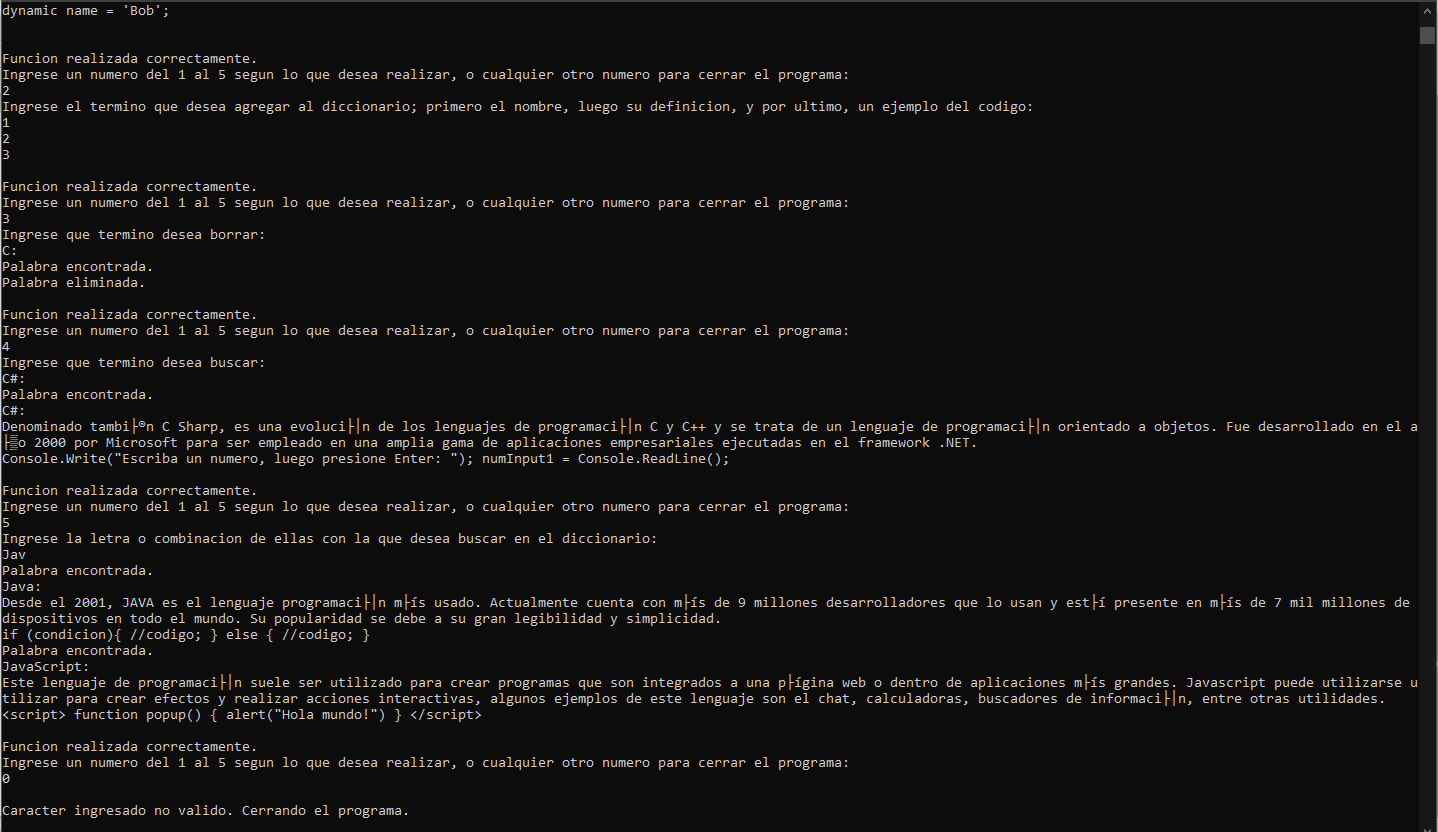 dynamic name = 'Bob';
Funcion realizada correctamente.
Ingrese un numero del 1 al 5 segun lo que desea realizar, o cualquier otro numero para cerrar el programa:
2
Ingrese el termino que desea agregar al diccionario; primero el nombre, luego su definicion, y por ultimo, un ejemplo del codigo:
1
2
3
Funcion realizada correctamente.
Ingrese un numero del 1 al 5 segun lo que desea realizar, o cualquier otro numero para cerrar el programa:
3
Ingrese que termino desea borrar:
C:
Palabra encontrada.
Palabra eliminada.
Funcion realizada correctamente.
Ingrese un numero del 1 al 5 segun lo que desea realizar, o cualquier otro numero para cerrar el programa:
4
Ingrese que termino desea buscar:
C#:
Palabra encontrada.
C#:
Denominado tambi├®n C Sharp, es una evoluci├│n de los lenguajes de programaci├│n C y C++ y se trata de un lenguaje de programaci├│n orientado a objetos. Fue desarrollado en el a
├▒o 2000 por Microsoft para ser empleado en una amplia gama de aplicaciones empresariales ejecutadas en el framework .NET.
Console.Write("Escriba un numero, luego presione Enter: "); numInput1 = Console.ReadLine();
Funcion realizada correctamente.
Ingrese un numero del 1 al 5 segun lo que desea realizar, o cualquier otro numero para cerrar el programa:
5
Ingrese la letra o combinacion de ellas con la que desea buscar en el diccionario:
Jav
Palabra encontrada.
Java:
Desde el 2001, JAVA es el lenguaje programaci├│n m├ís usado. Actualmente cuenta con m├ís de 9 millones desarrolladores que lo usan y est├í presente en m├ís de 7 mil millones de
dispositivos en todo el mundo. Su popularidad se debe a su gran legibilidad y simplicidad.
if (condicion){ //codigo; } else { //codigo; }
Palabra encontrada.
JavaScript:
Este lenguaje de programaci├│n suele ser utilizado para crear programas que son integrados a una p├ígina web o dentro de aplicaciones m├ís grandes. Javascript puede utilizarse u
tilizar para crear efectos y realizar acciones interactivas, algunos ejemplos de este lenguaje son el chat, calculadoras, buscadores de informaci├│n, entre otras utilidades.
<script> function popup() { alert("Hola mundo!") } </script>
Funcion realizada correctamente.
Ingrese un numero del 1 al 5 segun lo que desea realizar, o cualquier otro numero para cerrar el programa:
0
Caracter ingresado no valido. Cerrando el programa.